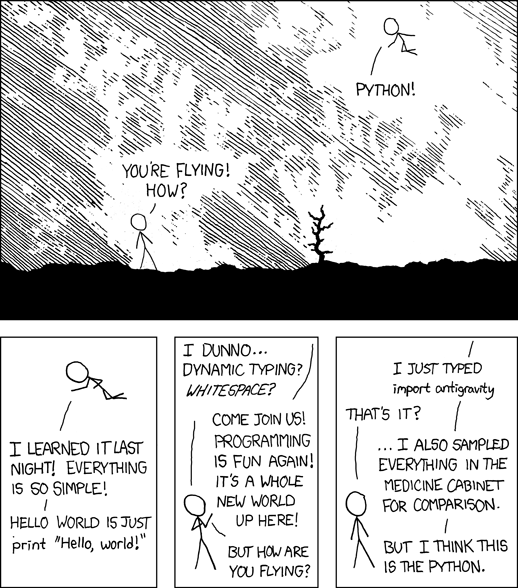 YOU'RE FLYING!
HOW?
PYTHON!
I LEARNED IT LAST
NIGHT! EVERYTHING
IS SO SIMPLE!
HELLO WORLD IS JUST
print "Hello, world!"
I DUNNO...
DYNAMIC TYPING?
WHITESPACE?
COME JOIN US!
PROGRAMMING
IS FUN AGAIN!
IT'S A WHOLE
NEW WORLD
UP HERE!
BUT HOW ARE
YOU FLYING?
I JUST TYPED
import antigravity
THAT'S IT?
...I ALSO SAMPLED
EVERYTHING IN THE
MEDICINE CABINET
FOR COMPARISON.
BUT I THINK THIS
IS THE PYTHON.